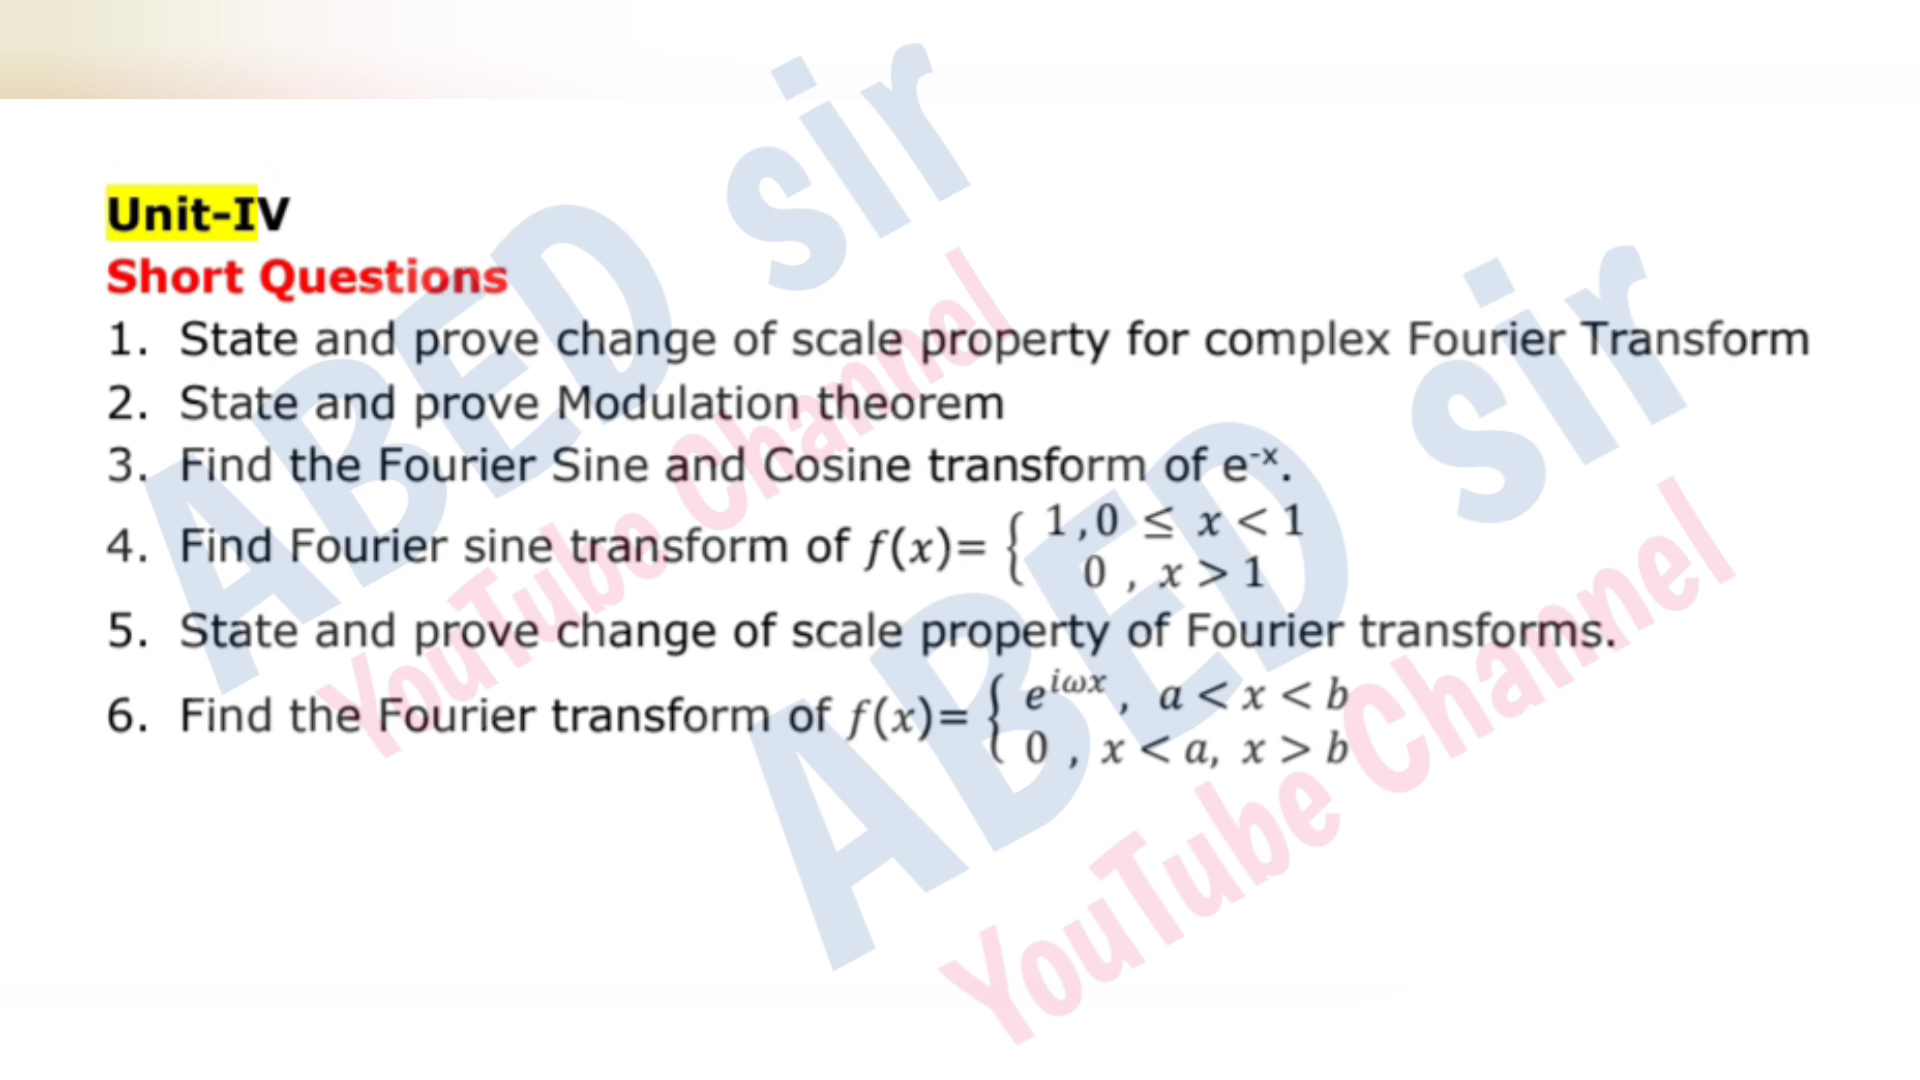 Unit-IV
Short Questions
1. State and prove change of scale property for complex Fourier Transform
2. State and prove Modulation theorem
3. Find the Fourier Sine and Cosine transform of e⁻ˣ.
4. Find Fourier sine transform of f(x)= { 1 ,0 ≤ x < 1
0 , x > 1
5. State and prove change of scale property of Fourier transforms.
6. Find the Fourier transform of f(x)= { e^{iωx} , a < x < b
0 , x < a, x > b
ABED sir
YouTube Channel
ABED sir
YouTube Channel